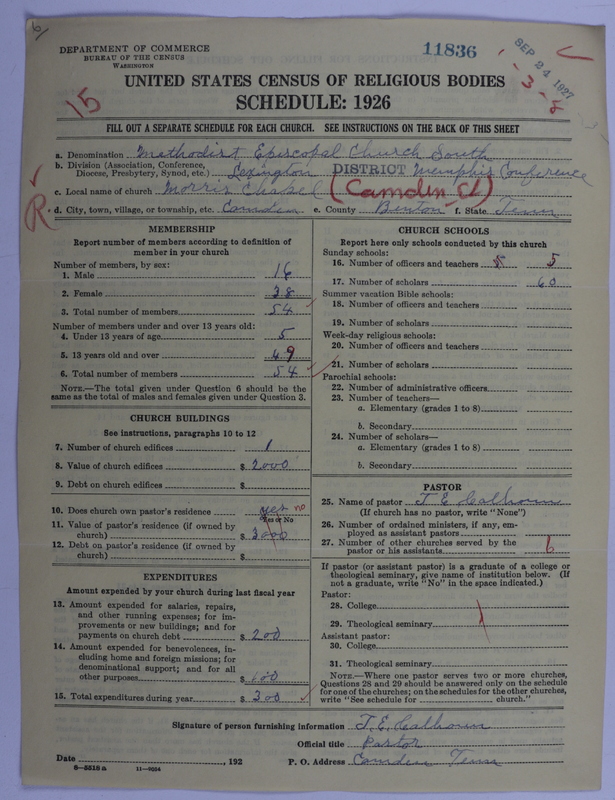 DEPARTMENT OF COMMERCE
BUREAU OF THE CENSUS
WASHINGTON
11836
SEP 24 1927
-3-8
15
UNITED STATES CENSUS OF RELIGIOUS BODIES
SCHEDULE: 1926
FILL OUT A SEPARATE SCHEDULE FOR EACH CHURCH. SEE INSTRUCTIONS ON THE BACK OF THIS SHEET
a. Denomination Methodist Episcopal Church South
b. Division (Association, Conference, Diocese, Presbytery, Synod, etc.) Lexington DISTRICT Memphis Conference
c. Local name of church Morris Chapel (Camden Ct)
R
d. City, town, village, or township, etc. Camden e. County Benton f. State Tenn
MEMBERSHIP
Report number of members according to definition of
member in your church
Number of members, by sex:
1. Male 16
2. Female 38
3. Total number of members 54
Number of members under and over 13 years old:
4. Under 13 years of age 5
5. 13 years old and over 49
6. Total number of members 54
NOTE.—The total given under Question 6 should be the
same as the total of males and females given under Question 3.
CHURCH BUILDINGS
See instructions, paragraphs 10 to 12
7. Number of church edifices 1
8. Value of church edifices $ 2000
9. Debt on church edifices $
10. Does church own pastor's residence yes no
Yes or No
11. Value of pastor's residence (if owned by
church) $ 3000
12. Debt on pastor's residence (if owned by
church) $
EXPENDITURES
Amount expended by your church during last fiscal year
13. Amount expended for salaries, repairs,
and other running expenses; for im-
provements or new buildings; and for
payments on church debt $ 200
14. Amount expended for benevolences, in-
cluding home and foreign missions; for
denominational support; and for all
other purposes $ 100
15. Total expenditures during year $ 300
CHURCH SCHOOLS
Report here only schools conducted by this church
Sunday schools:
16. Number of officers and teachers 5 5
17. Number of scholars 60
Summer vacation Bible schools:
18. Number of officers and teachers
19. Number of scholars
Week-day religious schools:
20. Number of officers and teachers
21. Number of scholars
Parochial schools:
22. Number of administrative officers
23. Number of teachers—
a. Elementary (grades 1 to 8)
b. Secondary
24. Number of scholars—
a. Elementary (grades 1 to 8)
b. Secondary
PASTOR
25. Name of pastor T E Calhoun
(If church has no pastor, write "None")
26. Number of ordained ministers, if any, em-
ployed as assistant pastors
27. Number of other churches served by the
pastor or his assistants 6
If pastor (or assistant pastor) is a graduate of a college or
theological seminary, give name of institution below. (If
not a graduate, write "No" in the space indicated.)
Pastor:
28. College
29. Theological seminary
Assistant pastor:
30. College
31. Theological seminary
NOTE.—Where one pastor serves two or more churches,
Questions 28 and 29 should be answered only on the schedule
for one of the churches; on the schedules for the other churches,
write "See schedule for church."
Signature of person furnishing information T. E. Calhoun
Official title Pastor
Date , 192 P. O. Address Camden Tenn
8—5518 a 11—9034